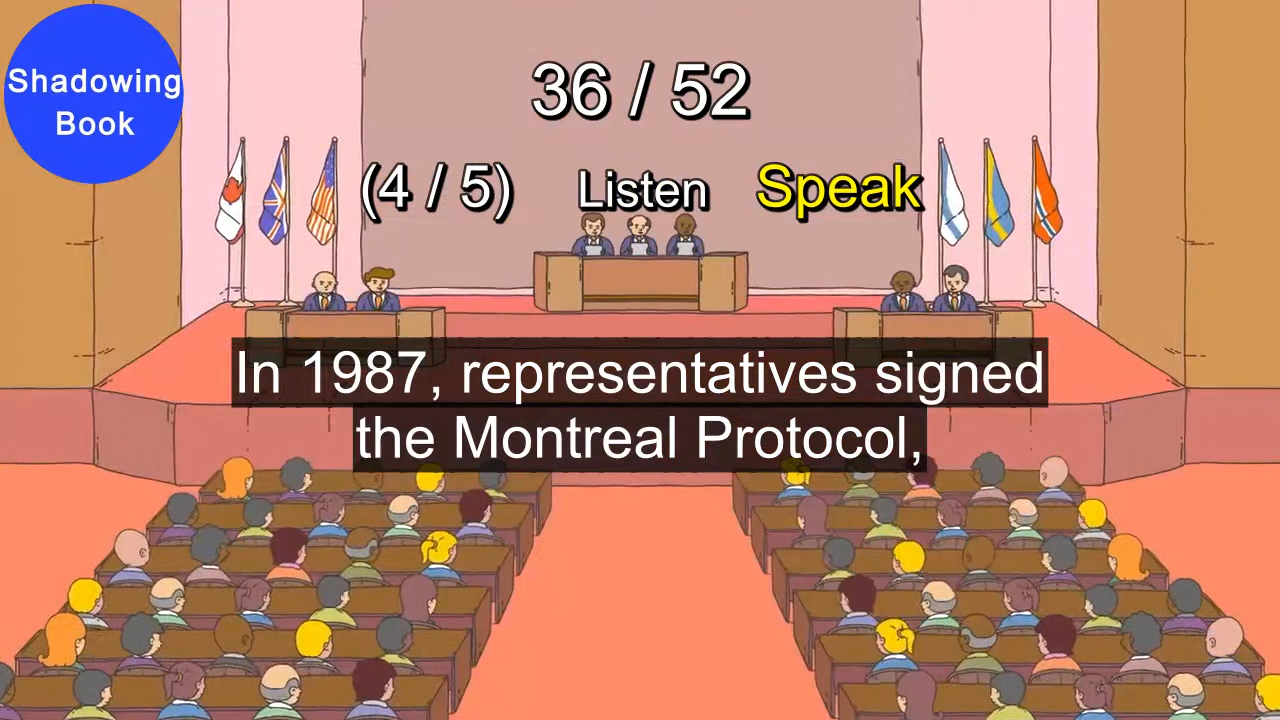 Shadowing
Book
36 / 52
(4 / 5) Listen Speak
In 1987, representatives signed
the Montreal Protocol,